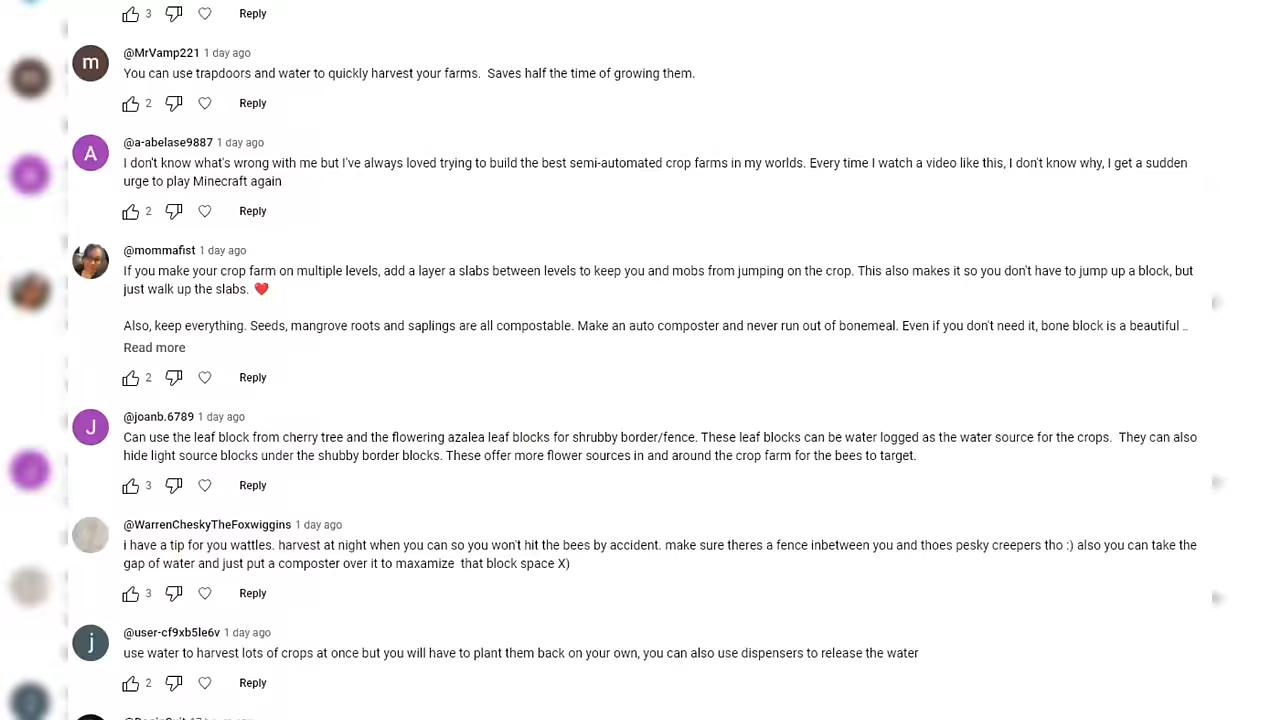 3 Reply
m @MrVamp221 1 day ago
You can use trapdoors and water to quickly harvest your farms. Saves half the time of growing them.
2 Reply
A @a-abelase9887 1 day ago
I don't know what's wrong with me but I've always loved trying to build the best semi-automated crop farms in my worlds. Every time I watch a video like this, I don't know why, I get a sudden
urge to play Minecraft again
2 Reply
@mommafist 1 day ago
If you make your crop farm on multiple levels, add a layer a slabs between levels to keep you and mobs from jumping on the crop. This also makes it so you don't have to jump up a block, but
just walk up the slabs. ❤️
Also, keep everything. Seeds, mangrove roots and saplings are all compostable. Make an auto composter and never run out of bonemeal. Even if you don't need it, bone block is a beautiful ..
Read more
2 Reply
J @joanb.6789 1 day ago
Can use the leaf block from cherry tree and the flowering azalea leaf blocks for shrubby border/fence. These leaf blocks can be water logged as the water source for the crops. They can also
hide light source blocks under the shubby border blocks. These offer more flower sources in and around the crop farm for the bees to target.
3 Reply
@WarrenCheskyTheFoxwiggins 1 day ago
i have a tip for you wattles. harvest at night when you can so you won't hit the bees by accident. make sure theres a fence inbetween you and thoes pesky creepers tho :) also you can take the
gap of water and just put a composter over it to maxamize that block space X)
3 Reply
j @user-cf9xb5le6v 1 day ago
use water to harvest lots of crops at once but you will have to plant them back on your own, you can also use dispensers to release the water
2 Reply